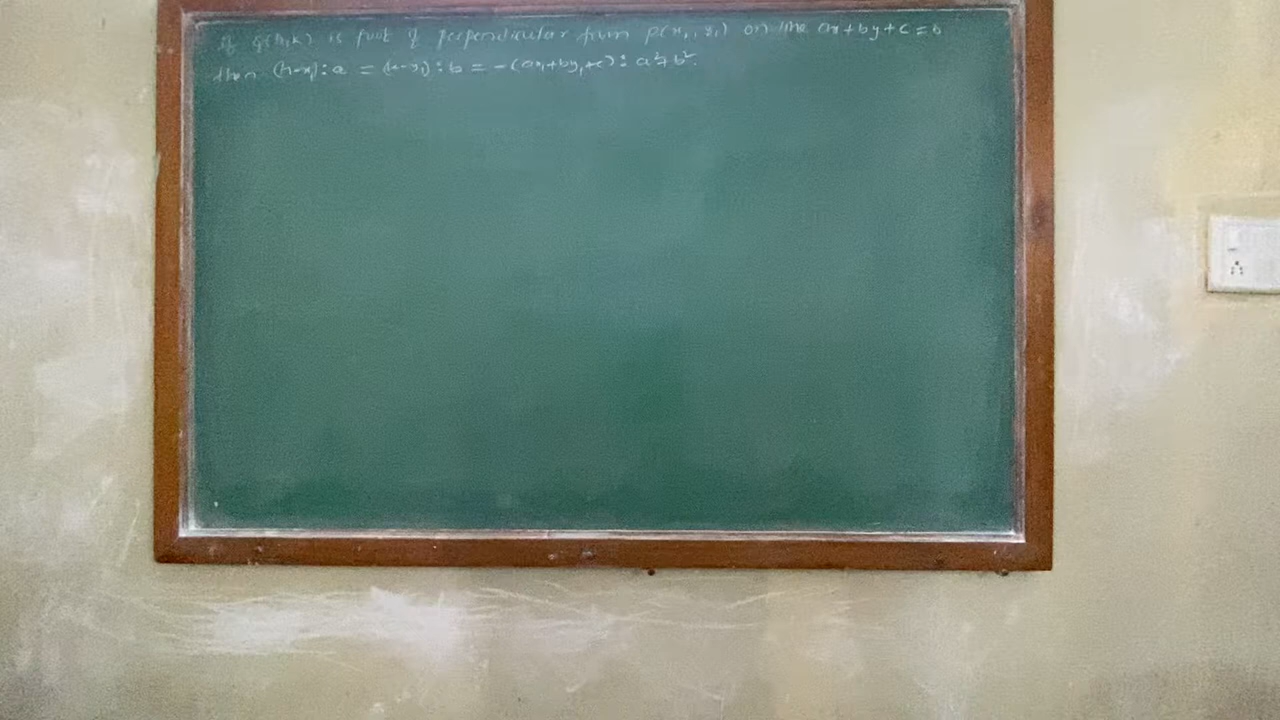 If Q(h,k) is foot of perpendicular from P(x₁, y₁) on line ax+by+c=0
then (h-x₁):a = (k-y₁):b = -(ax₁+by₁+c): a²+b².